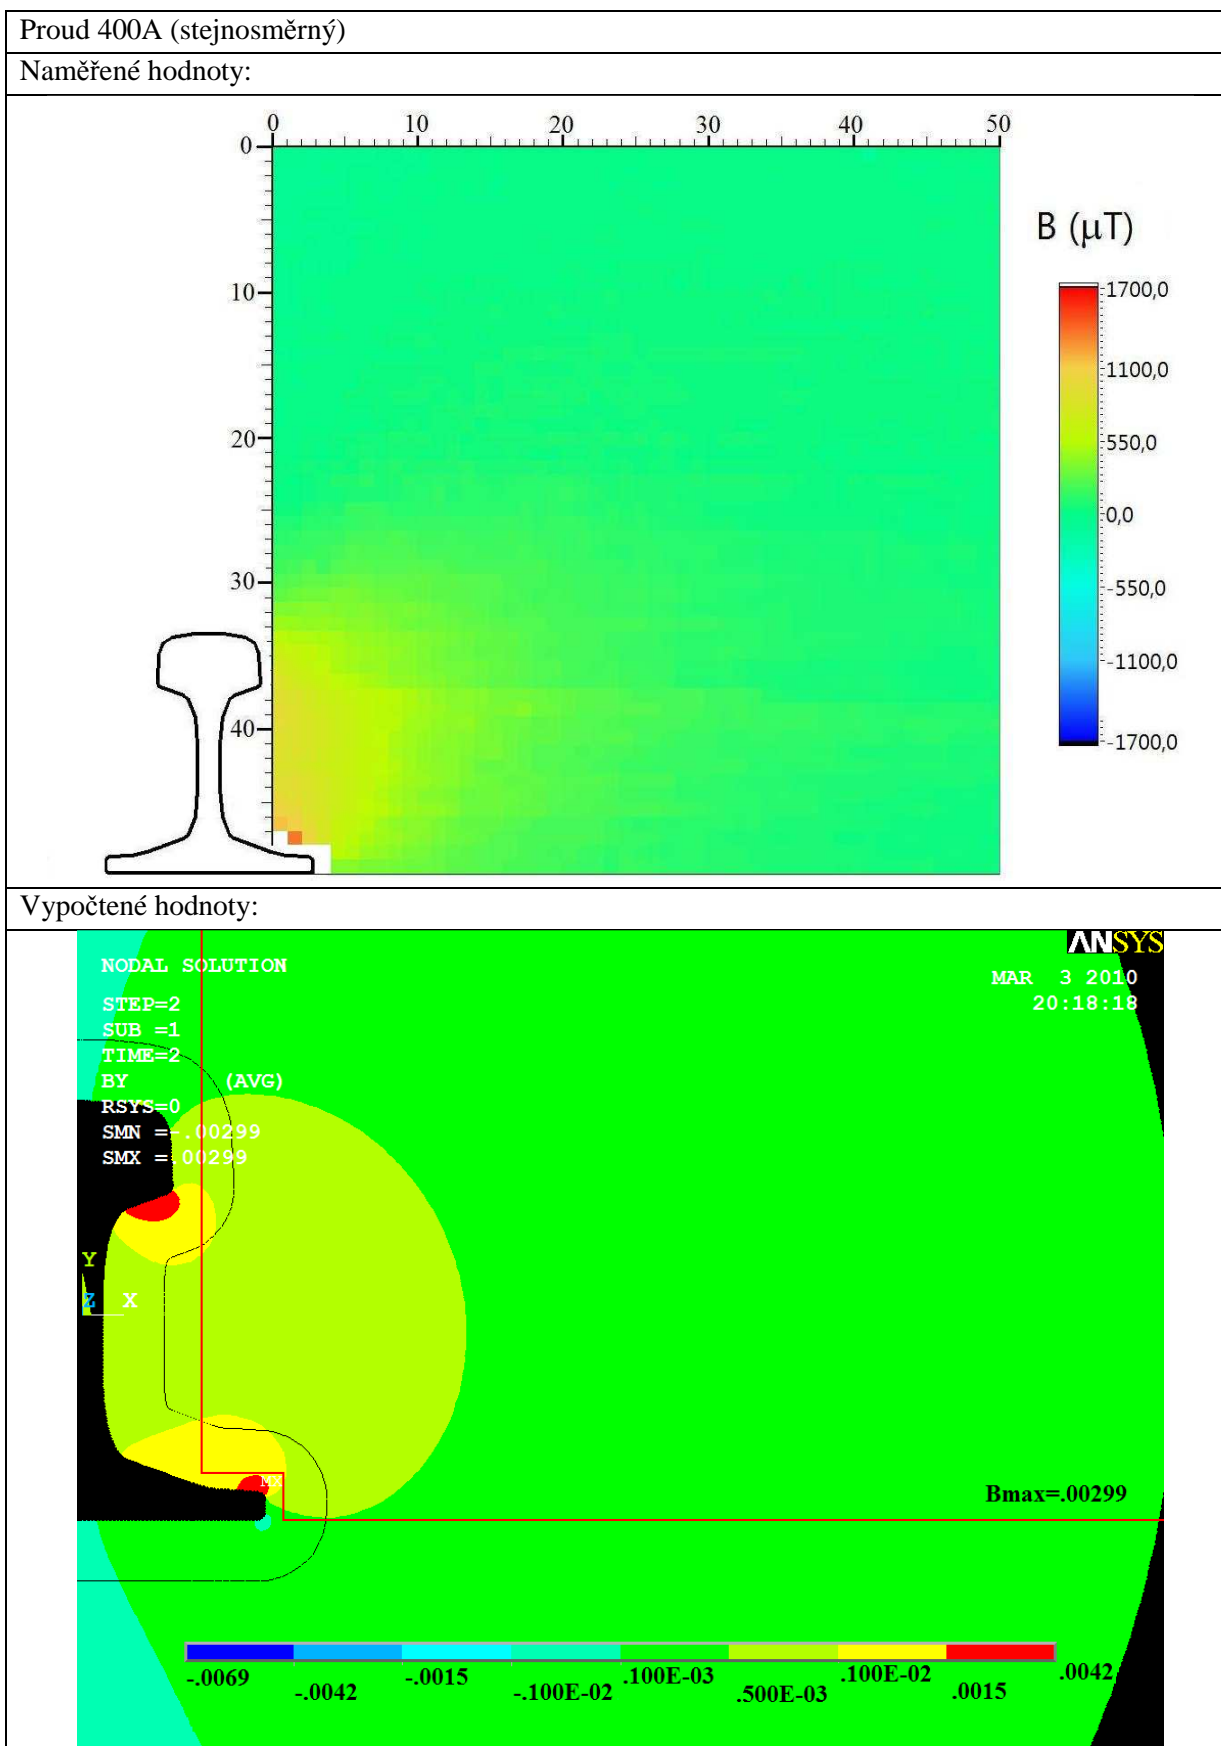 Proud 400A (stejnosměrný)
Naměřené hodnoty:
0 10 20 30 40 50
0
10
20
30
40
B (μT)
1700,0
1100,0
550,0
0,0
-550,0
-1100,0
-1700,0
Vypočtené hodnoty:
ANSYS
NODAL SOLUTION
MAR 3 2010
20:18:18
STEP=2
SUB =1
TIME=2
BY (AVG)
RSYS=0
SMN =-.00299
SMX =.00299
Y
Z X
MX
Bmax=.00299
-.0069 -.0042 -.0015 -.100E-02 .100E-03 .500E-03 .100E-02 .0015 .0042